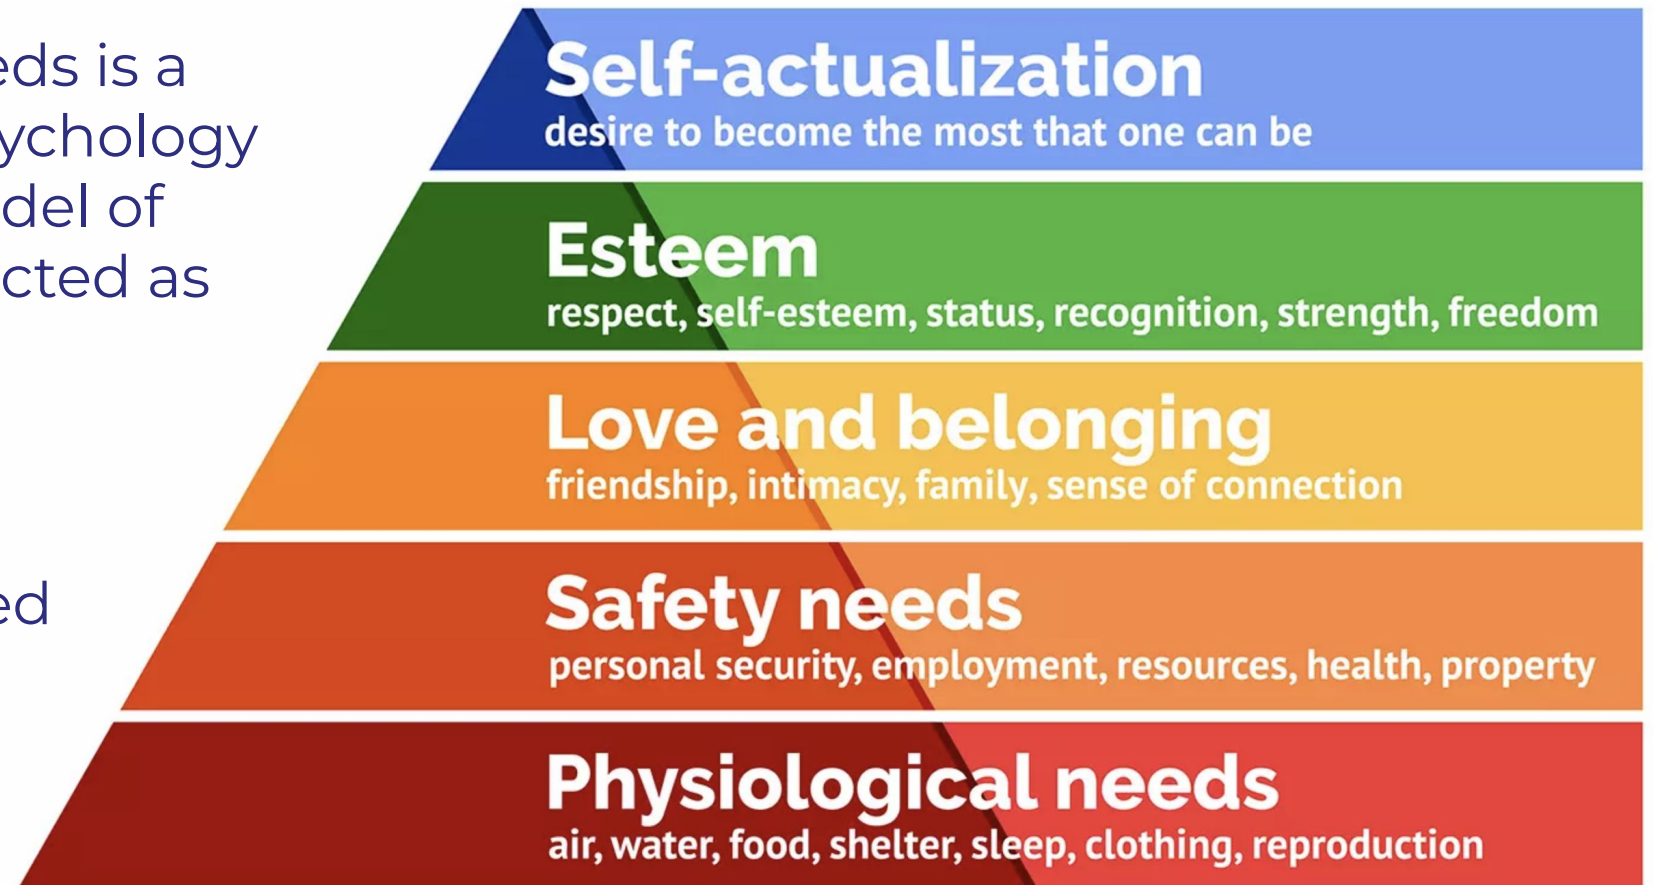 eds is a
ychology
del of
cted as
ed
Self-actualization
desire to become the most that one can be
Esteem
respect, self-esteem, status, recognition, strength, freedom
Love and belonging
friendship, intimacy, family, sense of connection
Safety needs
personal security, employment, resources, health, property
Physiological needs
air, water, food, shelter, sleep, clothing, reproduction